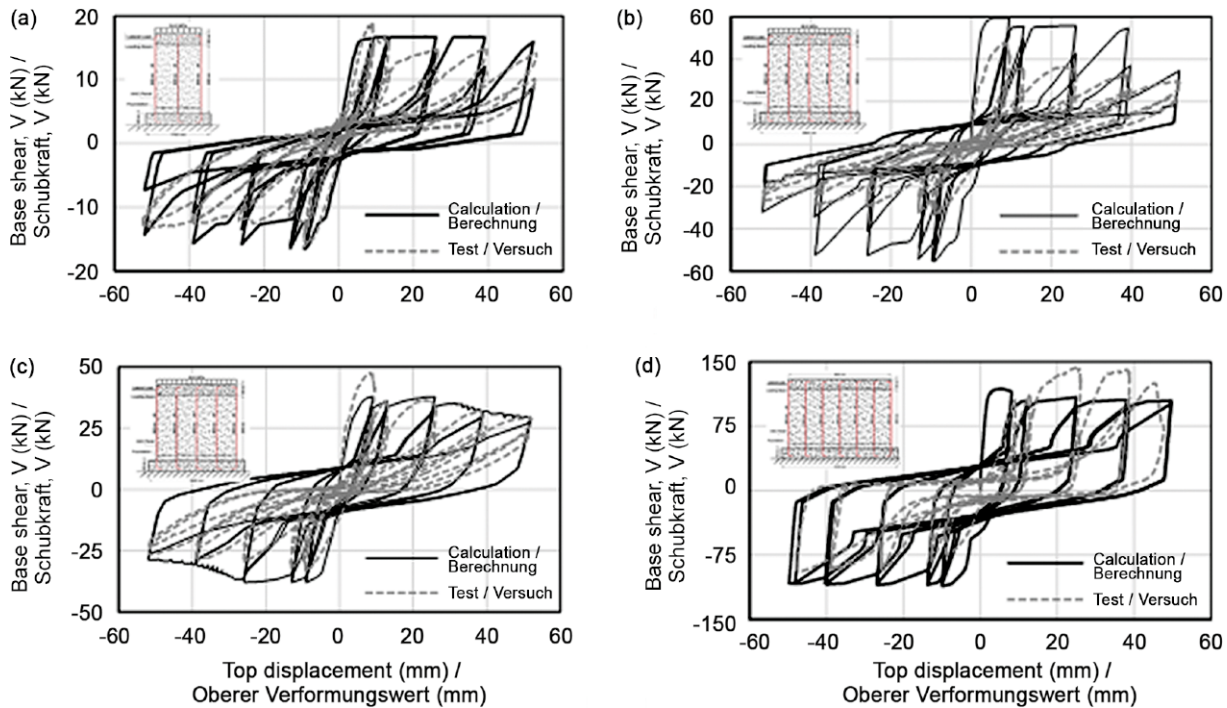 (a)
Base shear, V (kN) /
Schubkraft, V (kN)
20
10
0
-10
-20
Calculation /
Berechnung
Test / Versuch
-60
-40
-20
0
20
40
60
(b)
Base shear, V (kN) /
Schubkraft, V (kN)
60
40
20
0
-20
-40
-60
Calculation /
Berechnung
Test / Versuch
-60
-40
-20
0
20
40
60
(c)
Base shear, V (kN) /
Schubkraft, V (kN)
50
25
0
-25
-50
Calculation /
Berechnung
Test / Versuch
-60
-40
-20
0
20
40
60
Top displacement (mm) /
Oberer Verformungswert (mm)
(d)
Base shear, V (kN) /
Schubkraft, V (kN)
150
75
0
-75
-150
Calculation /
Berechnung
Test / Versuch
-60
-40
-20
0
20
40
60
Top displacement (mm) /
Oberer Verformungswert (mm)